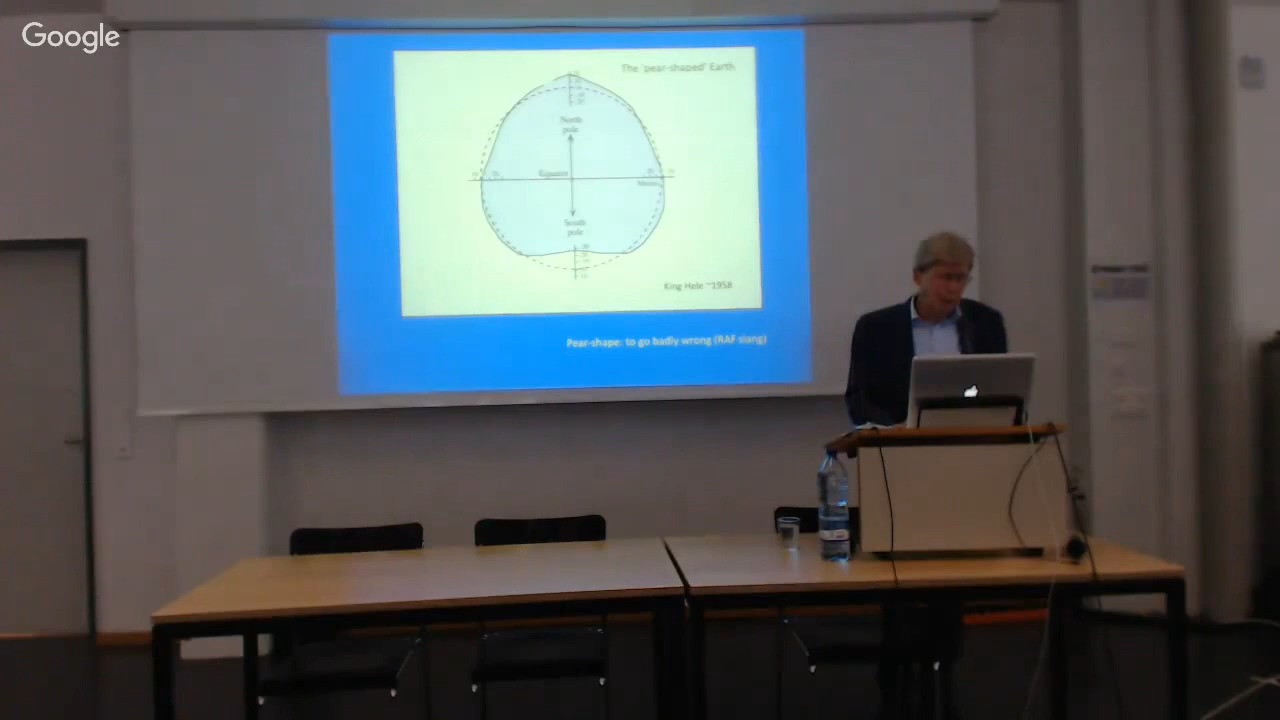 Google
The 'pear-shaped' Earth
North
pole
Equator
South
pole
King Hele ~1958
Pear-shape: to go badly wrong (RAF slang)